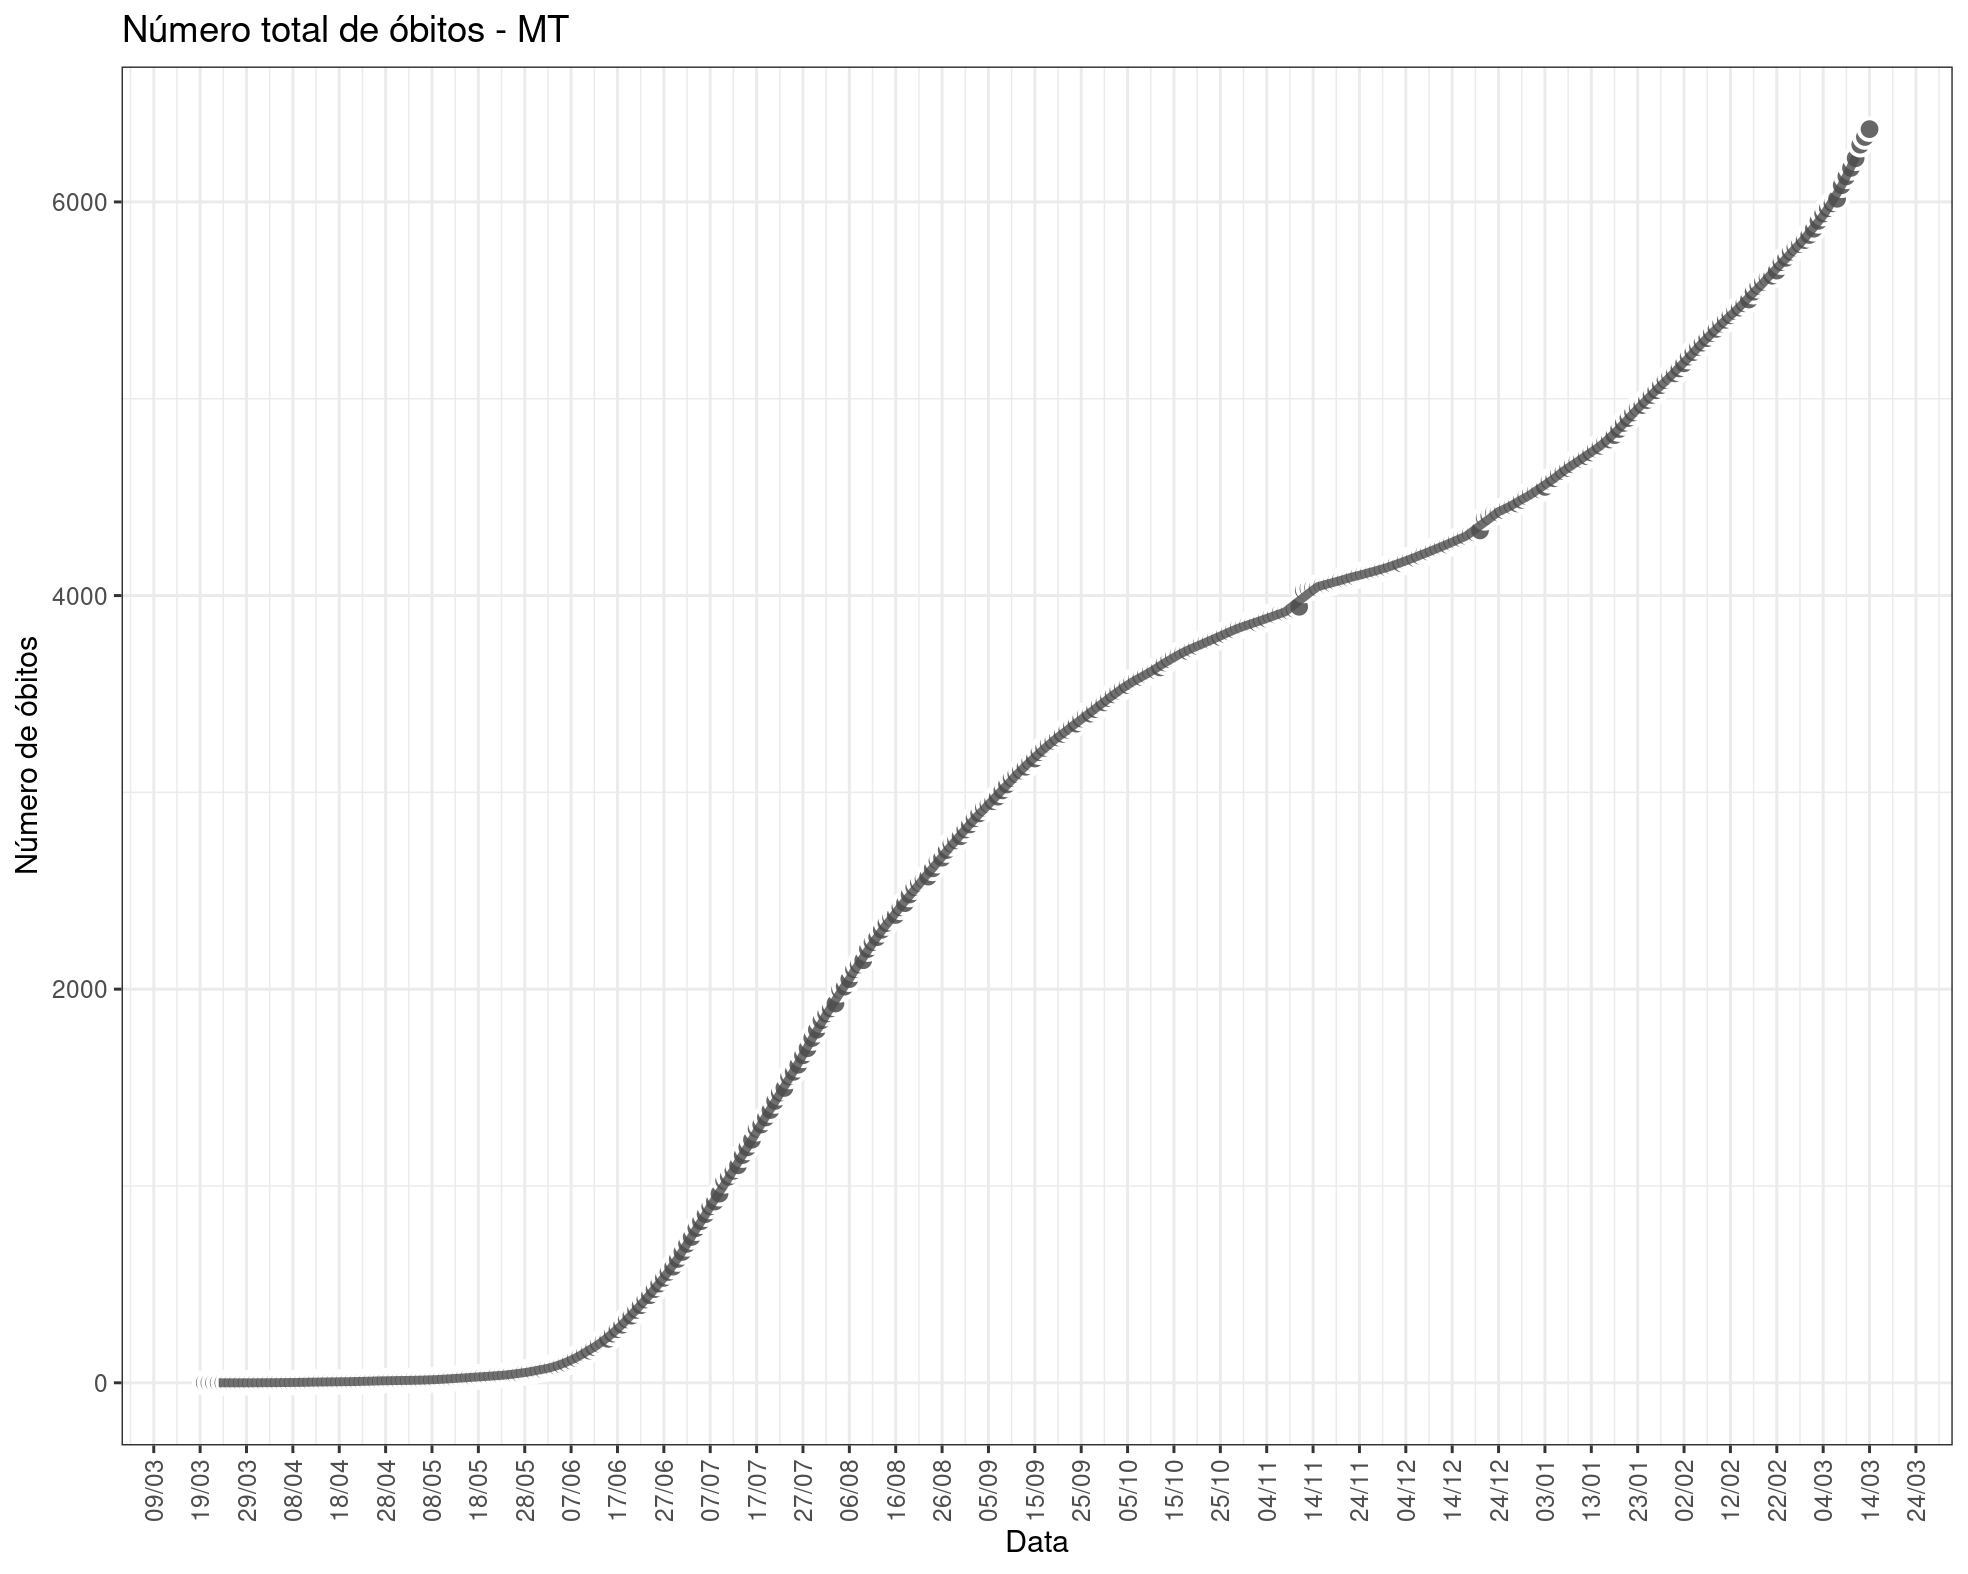 Número total de óbitos - MT
Número de óbitos
6000
4000
2000
0
09/03 19/03 29/03 08/04 18/04 28/04 08/05 18/05 28/05 07/06 17/06 27/06 07/07 17/07 27/07 06/08 16/08 26/08 05/09 15/09 25/09 05/10 15/10 25/10 04/11 14/11 24/11 04/12 14/12 24/12 03/01 13/01 23/01 02/02 12/02 22/02 04/03 14/03 24/03
Data